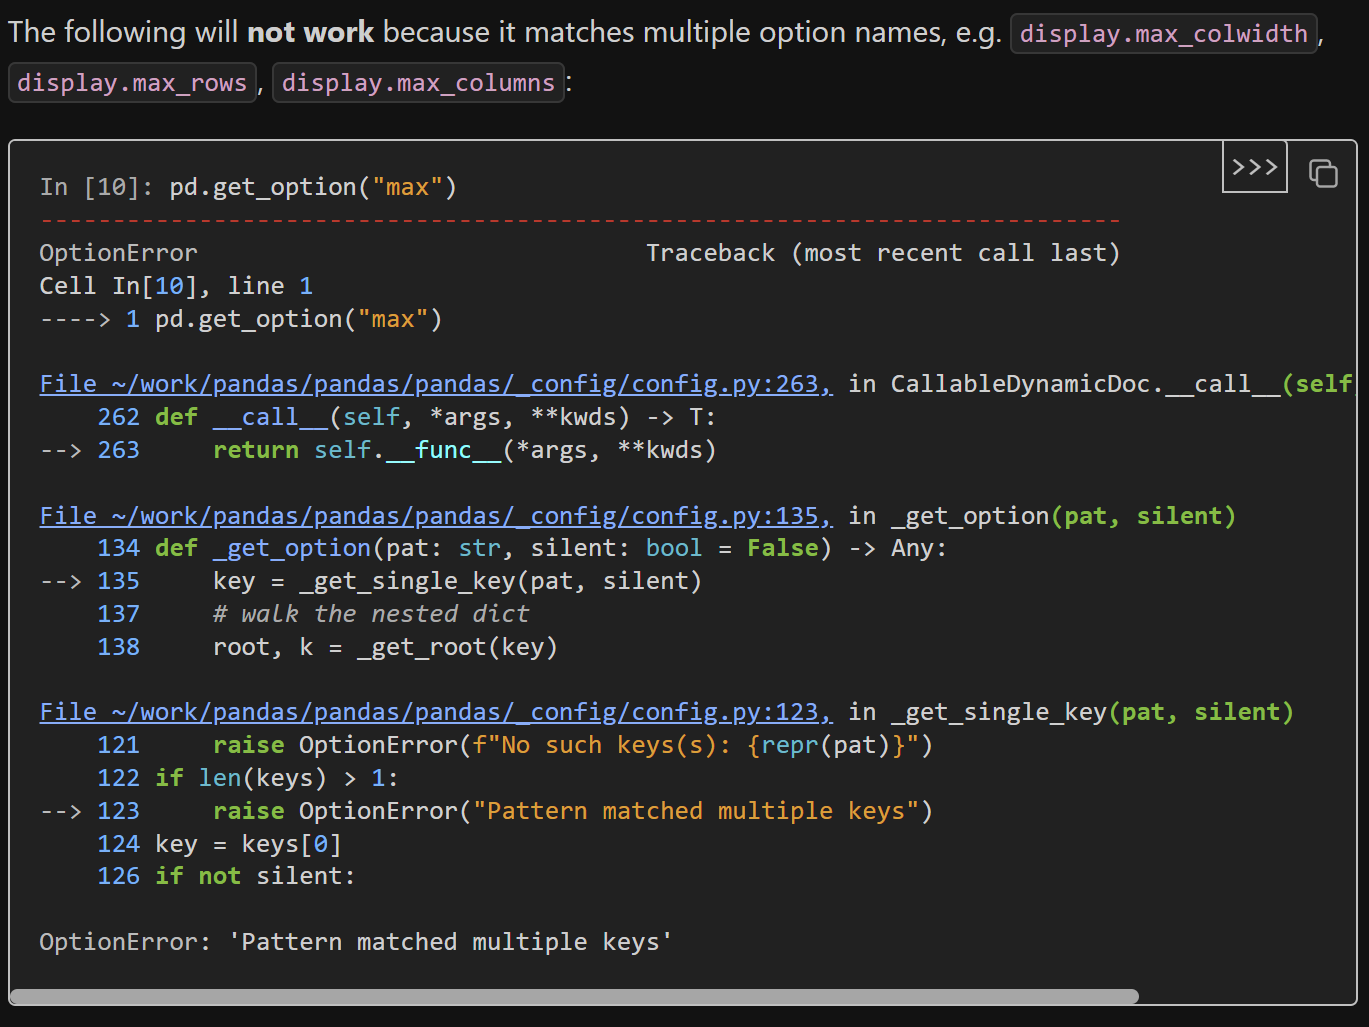 The following will not work because it matches multiple option names, e.g. display.max_colwidth,
display.max_rows, display.max_columns:
>>>
In [10]: pd.get_option("max")
---------------------------------------------------------------------------
OptionError                               Traceback (most recent call last)
Cell In[10], line 1
----> 1 pd.get_option("max")
File ~/work/pandas/pandas/pandas/_config/config.py:263, in CallableDynamicDoc.__call__(self,
    262 def __call__(self, *args, **kwds) -> T:
--> 263     return self.__func__(*args, **kwds)
File ~/work/pandas/pandas/pandas/_config/config.py:135, in _get_option(pat, silent)
    134 def _get_option(pat: str, silent: bool = False) -> Any:
--> 135     key = _get_single_key(pat, silent)
    137     # walk the nested dict
    138     root, k = _get_root(key)
File ~/work/pandas/pandas/pandas/_config/config.py:123, in _get_single_key(pat, silent)
    121     raise OptionError(f"No such keys(s): {repr(pat)}")
    122 if len(keys) > 1:
--> 123     raise OptionError("Pattern matched multiple keys")
    124 key = keys[0]
    126 if not silent:
OptionError: 'Pattern matched multiple keys'